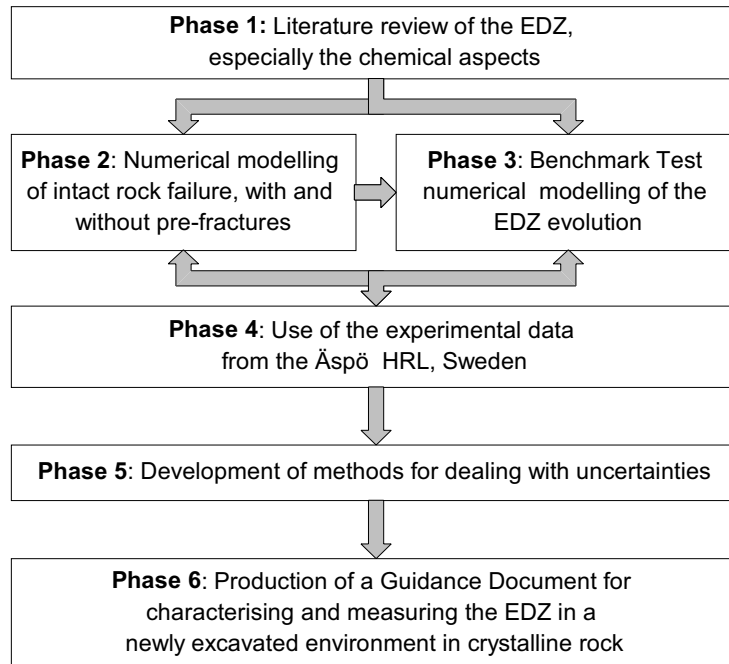 Phase 1: Literature review of the EDZ,
especially the chemical aspects
Phase 2: Numerical modelling
of intact rock failure, with and
without pre-fractures
Phase 3: Benchmark Test
numerical modelling of the
EDZ evolution
Phase 4: Use of the experimental data
from the Äspö HRL, Sweden
Phase 5: Development of methods for dealing with uncertainties
Phase 6: Production of a Guidance Document for
characterising and measuring the EDZ in a
newly excavated environment in crystalline rock